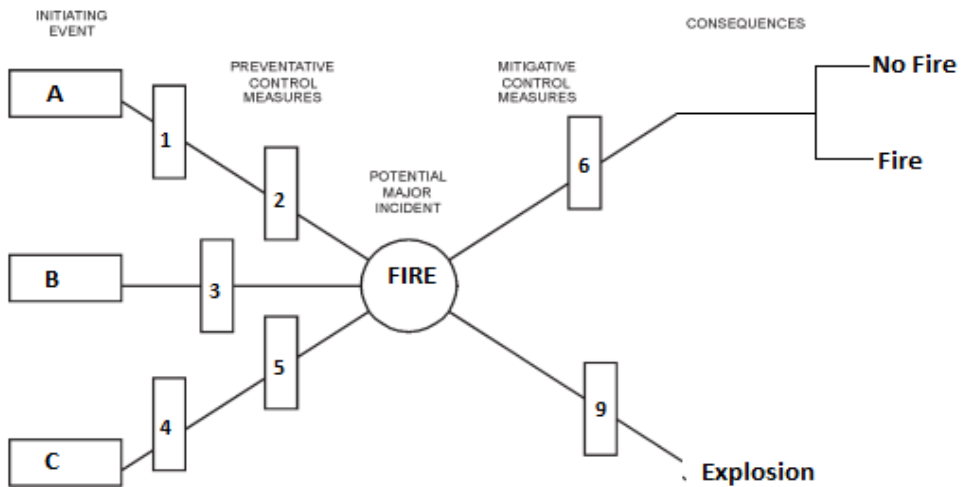 INITIATING
EVENT
CONSEQUENCES
PREVENTATIVE
CONTROL
MEASURES
MITIGATIVE
CONTROL
MEASURES
No Fire
A
1
2
6
Fire
POTENTIAL
MAJOR
INCIDENT
B
3
FIRE
5
4
9
C
Explosion